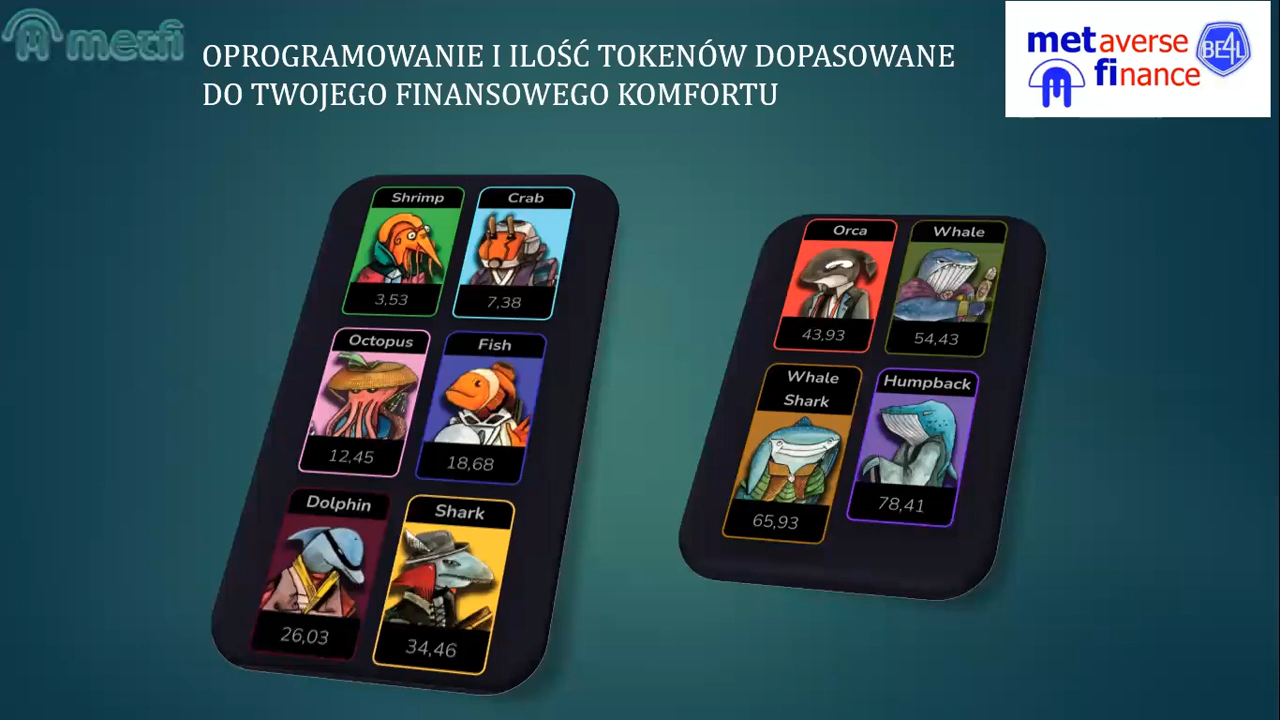 metfi
OPROGRAMOWANIE I ILOŚĆ TOKENÓW DOPASOWANE
DO TWOJEGO FINANSOWEGO KOMFORTU
metaverse
finance
BE4L
Shrimp
3,53
Crab
7,38
Octopus
12,45
Fish
18,68
Dolphin
26,03
Shark
34,46
Orca
43,93
Whale
54,43
Whale
Shark
65,93
Humpback
78,41